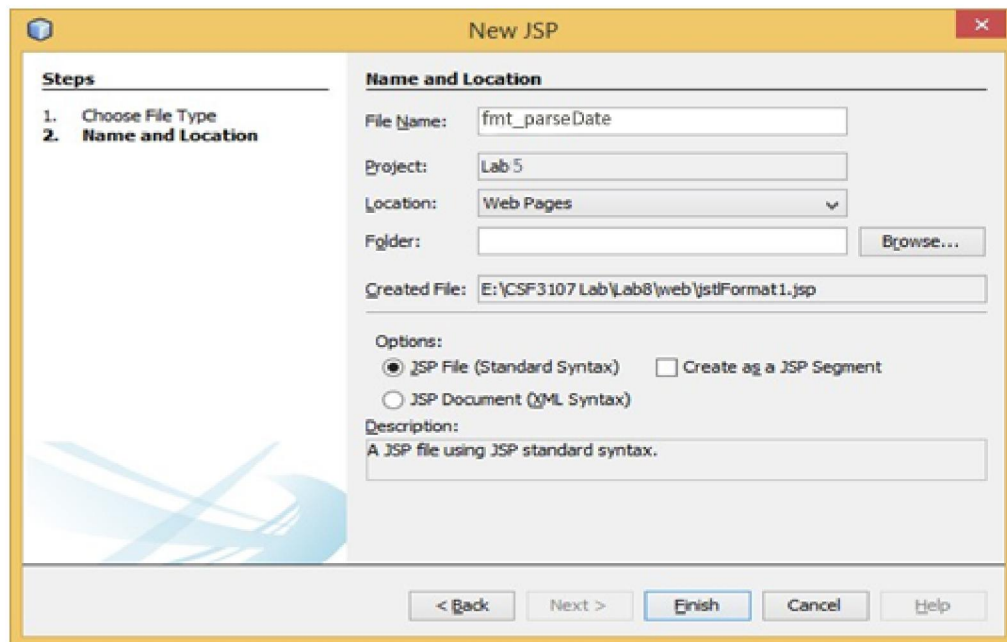 New JSP
Steps
1. Choose File Type
2. Name and Location
Name and Location
File Name: fmt_parseDate
Project: Lab 5
Location: Web Pages
Folder: Browse...
Created File: E:\CSF3107 Lab\Lab8\web\jstlFormat1.jsp
Options:
JSP File (Standard Syntax) Create as a JSP Segment
JSP Document (XML Syntax)
Description:
A JSP file using JSP standard syntax.
< Back Next > Finish Cancel Help